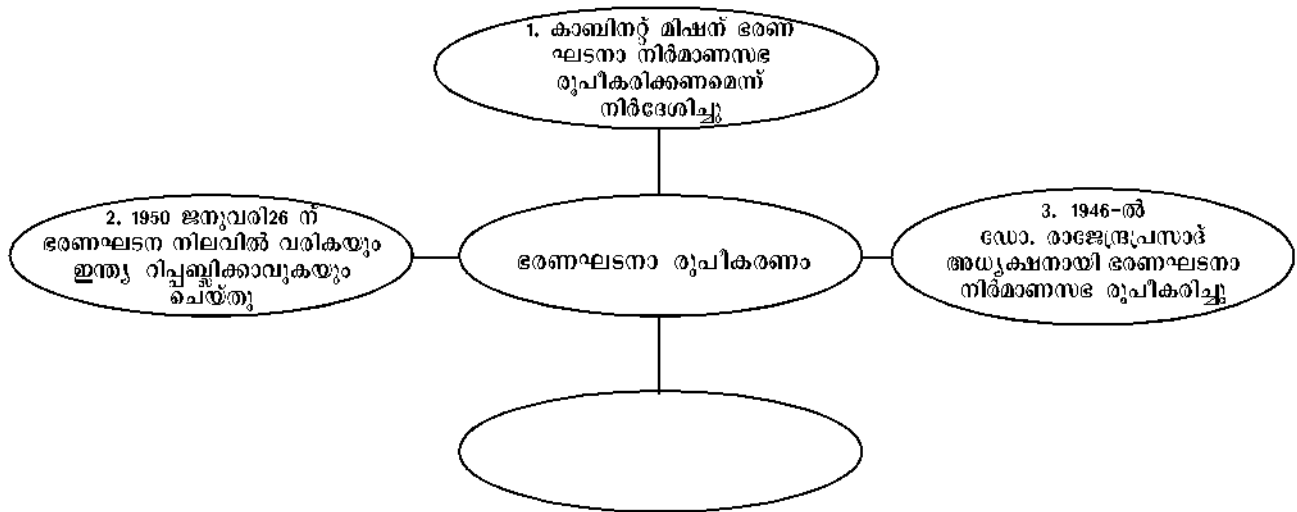 1. കാബിനറ്റ് മിഷന് ഭരണ
ഘടനാ നിർമാണസഭ
രൂപീകരിക്കണമെന്ന്
നിർദേശിച്ചു
2. 1950 ജനുവരി26 ന്
ഭരണഘടന നിലവിൽ വരികയും
ഇന്ത്യ റിപ്പബ്ലിക്കാവുകയും
ചെയ്തു
ഭരണഘടനാ രൂപീകരണം
3. 1946-ൽ
ഡോ. രാജേന്ദ്രപ്രസാദ്
അധ്യക്ഷനായി ഭരണഘടനാ
നിർമാണസഭ രൂപീകരിച്ചു